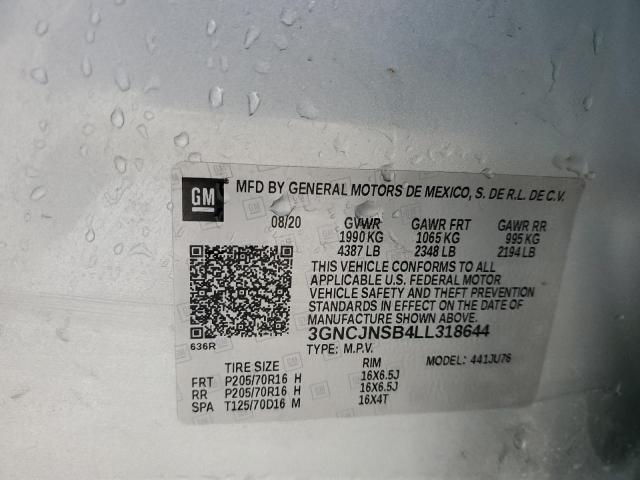 GM MFD BY GENERAL MOTORS DE MEXICO, S. DE R.L. DE C.V.
08/20 GVWR GAWR FRT GAWR RR
1990 KG 1065 KG 995 KG
4387 LB 2348 LB 2194 LB
THIS VEHICLE CONFORMS TO ALL
APPLICABLE U.S. FEDERAL MOTOR
VEHICLE SAFETY AND THEFT PREVENTION
STANDARDS IN EFFECT ON THE DATE OF
MANUFACTURE SHOWN ABOVE.
3GNCJNSB4LL318644
636R
TYPE: M.P.V. MODEL: 441JU76
TIRE SIZE RIM
FRT P205/70R16 H 16X6.5J
RR P205/70R16 H 16X6.5J
SPA T125/70D16 M 16X4T